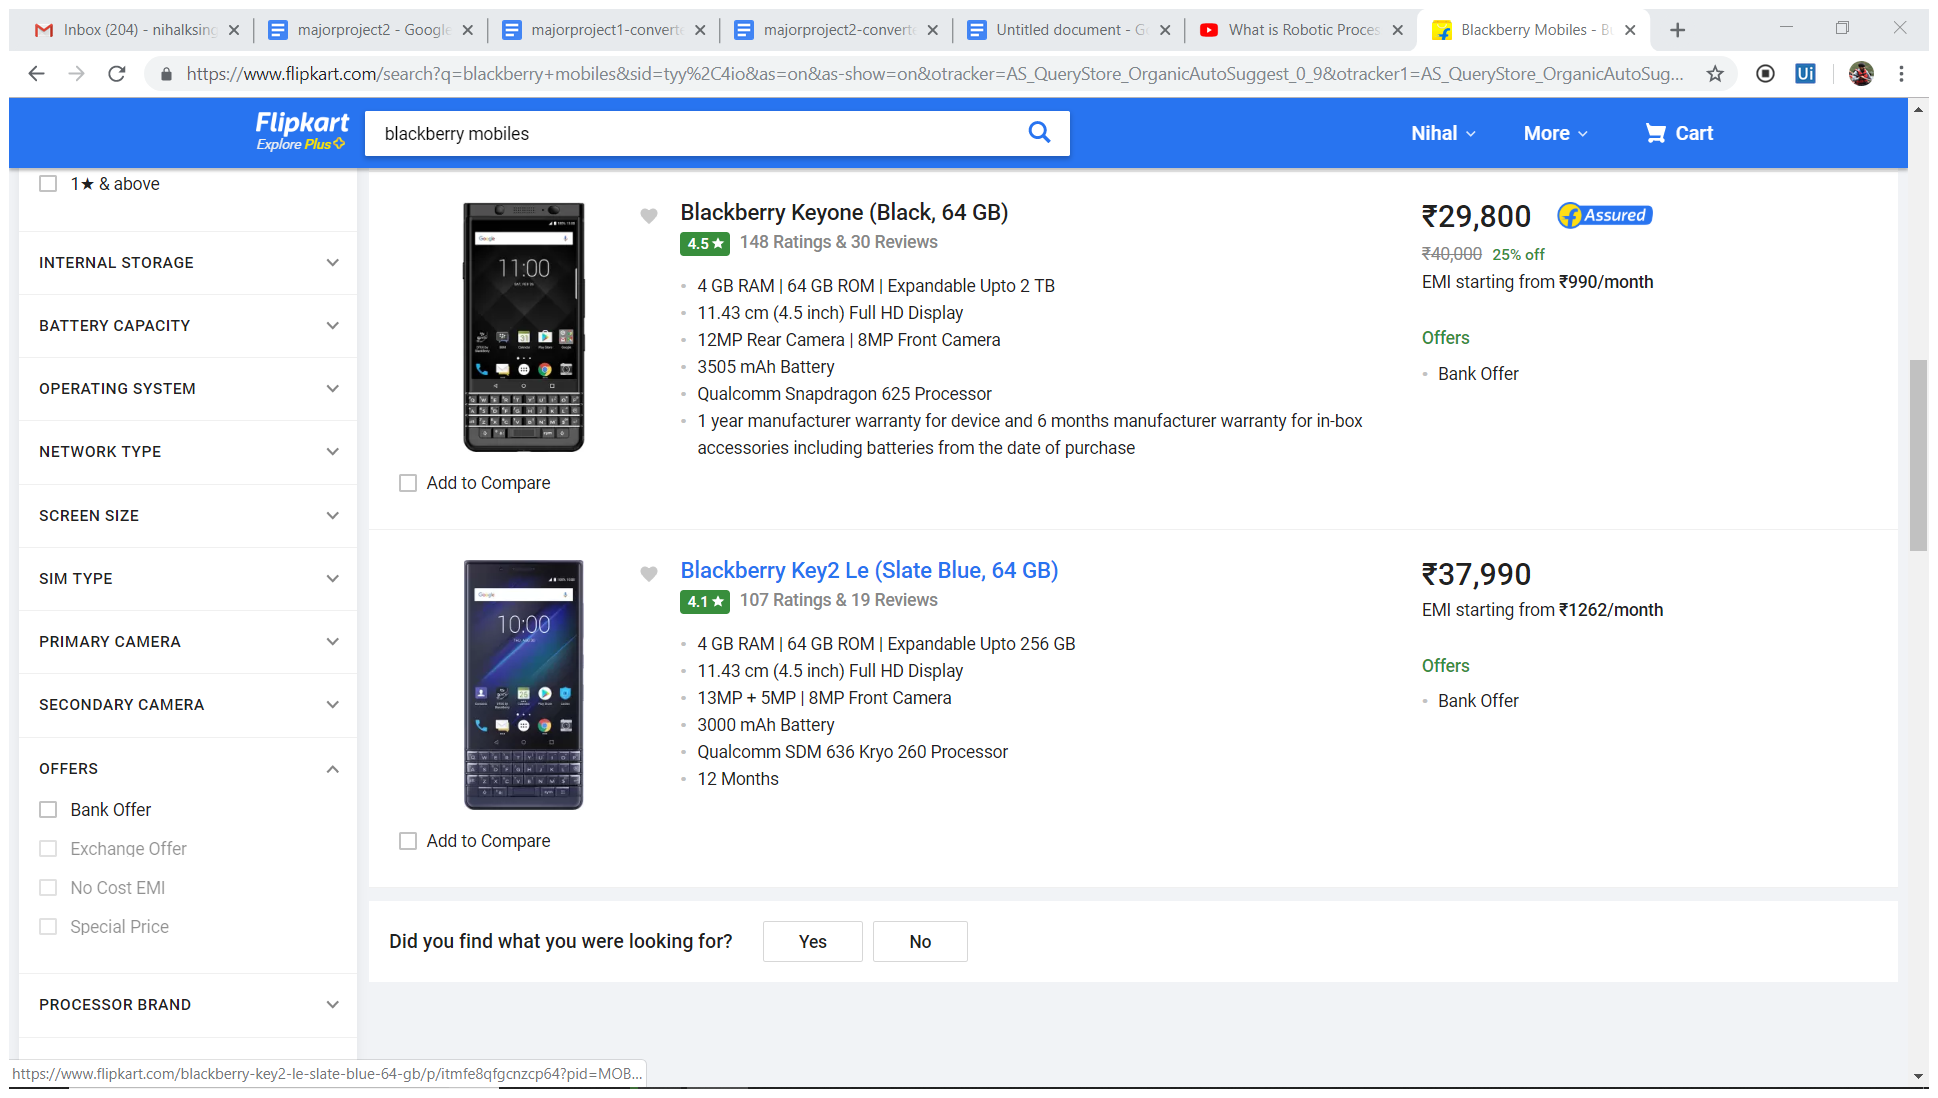 Inbox (204) - nihalksing
majorproject2 - Google
majorproject1-converte
majorproject2-converte
Untitled document - G
What is Robotic Proces
Blackberry Mobiles - B
https://www.flipkart.com/search?q=blackberry+mobiles&sid=tyy%2C4io&as=on&as-show=on&otracker=AS_QueryStore_OrganicAutoSuggest_0_9&otracker1=AS_QueryStore_OrganicAutoSug...
Ui
Flipkart
Explore Plus
blackberry mobiles
Nihal
More
Cart
1★ & above
INTERNAL STORAGE
BATTERY CAPACITY
OPERATING SYSTEM
NETWORK TYPE
SCREEN SIZE
SIM TYPE
PRIMARY CAMERA
SECONDARY CAMERA
OFFERS
Bank Offer
Exchange Offer
No Cost EMI
Special Price
PROCESSOR BRAND
Google
11:00
Add to Compare
Blackberry Keyone (Black, 64 GB)
4.5★ 148 Ratings & 30 Reviews
4 GB RAM | 64 GB ROM | Expandable Upto 2 TB
11.43 cm (4.5 inch) Full HD Display
12MP Rear Camera | 8MP Front Camera
3505 mAh Battery
Qualcomm Snapdragon 625 Processor
1 year manufacturer warranty for device and 6 months manufacturer warranty for in-box
accessories including batteries from the date of purchase
₹29,800
Assured
₹40,000 25% off
EMI starting from ₹990/month
Offers
Bank Offer
Google
10:00
Add to Compare
Blackberry Key2 Le (Slate Blue, 64 GB)
4.1★ 107 Ratings & 19 Reviews
4 GB RAM | 64 GB ROM | Expandable Upto 256 GB
11.43 cm (4.5 inch) Full HD Display
13MP + 5MP | 8MP Front Camera
3000 mAh Battery
Qualcomm SDM 636 Kryo 260 Processor
12 Months
₹37,990
EMI starting from ₹1262/month
Offers
Bank Offer
Did you find what you were looking for?
Yes
No
https://www.flipkart.com/blackberry-key2-le-slate-blue-64-gb/p/itmfe8qfgcnzcp64?pid=MOB...